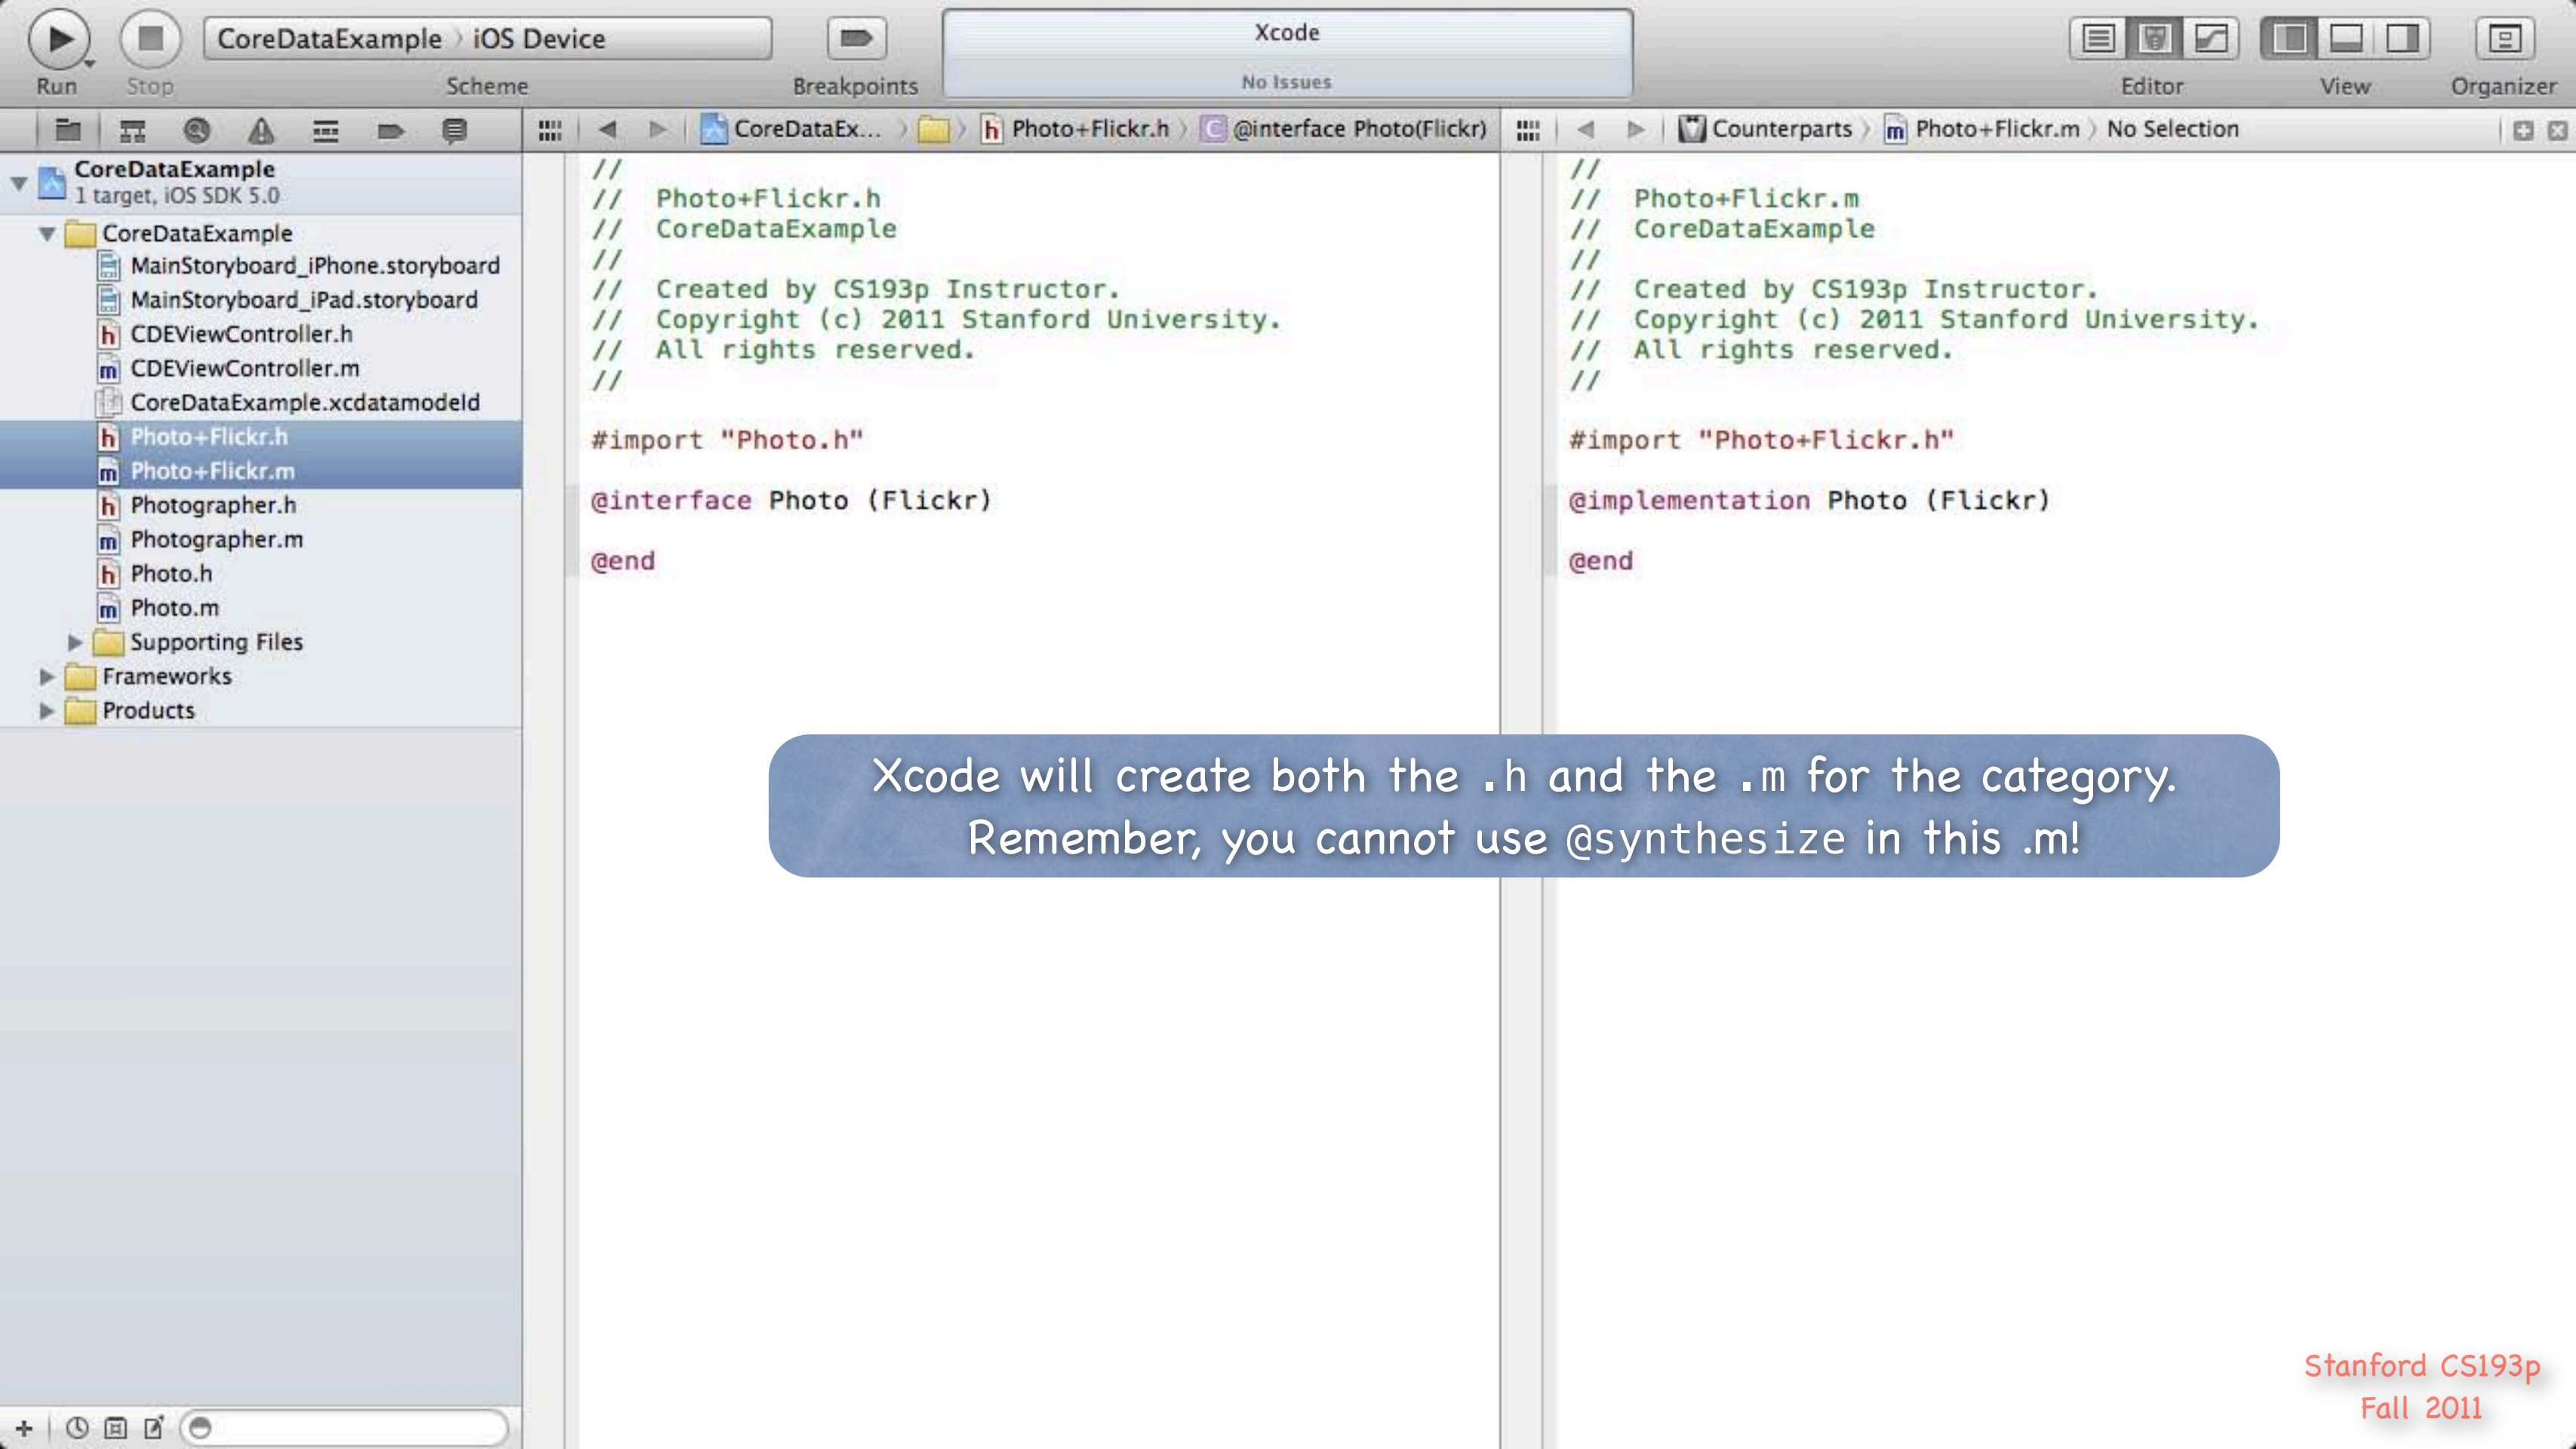 CoreDataExample › iOS Device
Run
Stop
Scheme
Breakpoints
Xcode
No Issues
Editor
View
Organizer
CoreDataEx... › › h Photo+Flickr.h › C @interface Photo(Flickr)
Counterparts › m Photo+Flickr.m › No Selection
CoreDataExample
1 target, iOS SDK 5.0
CoreDataExample
MainStoryboard_iPhone.storyboard
MainStoryboard_iPad.storyboard
h CDEViewController.h
m CDEViewController.m
CoreDataExample.xcdatamodeld
h Photo+Flickr.h
m Photo+Flickr.m
h Photographer.h
m Photographer.m
h Photo.h
m Photo.m
Supporting Files
Frameworks
Products
//
//  Photo+Flickr.h
//  CoreDataExample
//
//  Created by CS193p Instructor.
//  Copyright (c) 2011 Stanford University.
//  All rights reserved.
//
#import "Photo.h"
@interface Photo (Flickr)
@end
//
//  Photo+Flickr.m
//  CoreDataExample
//
//  Created by CS193p Instructor.
//  Copyright (c) 2011 Stanford University.
//  All rights reserved.
//
#import "Photo+Flickr.h"
@implementation Photo (Flickr)
@end
Xcode will create both the .h and the .m for the category.
Remember, you cannot use @synthesize in this .m!
Stanford CS193p
Fall 2011